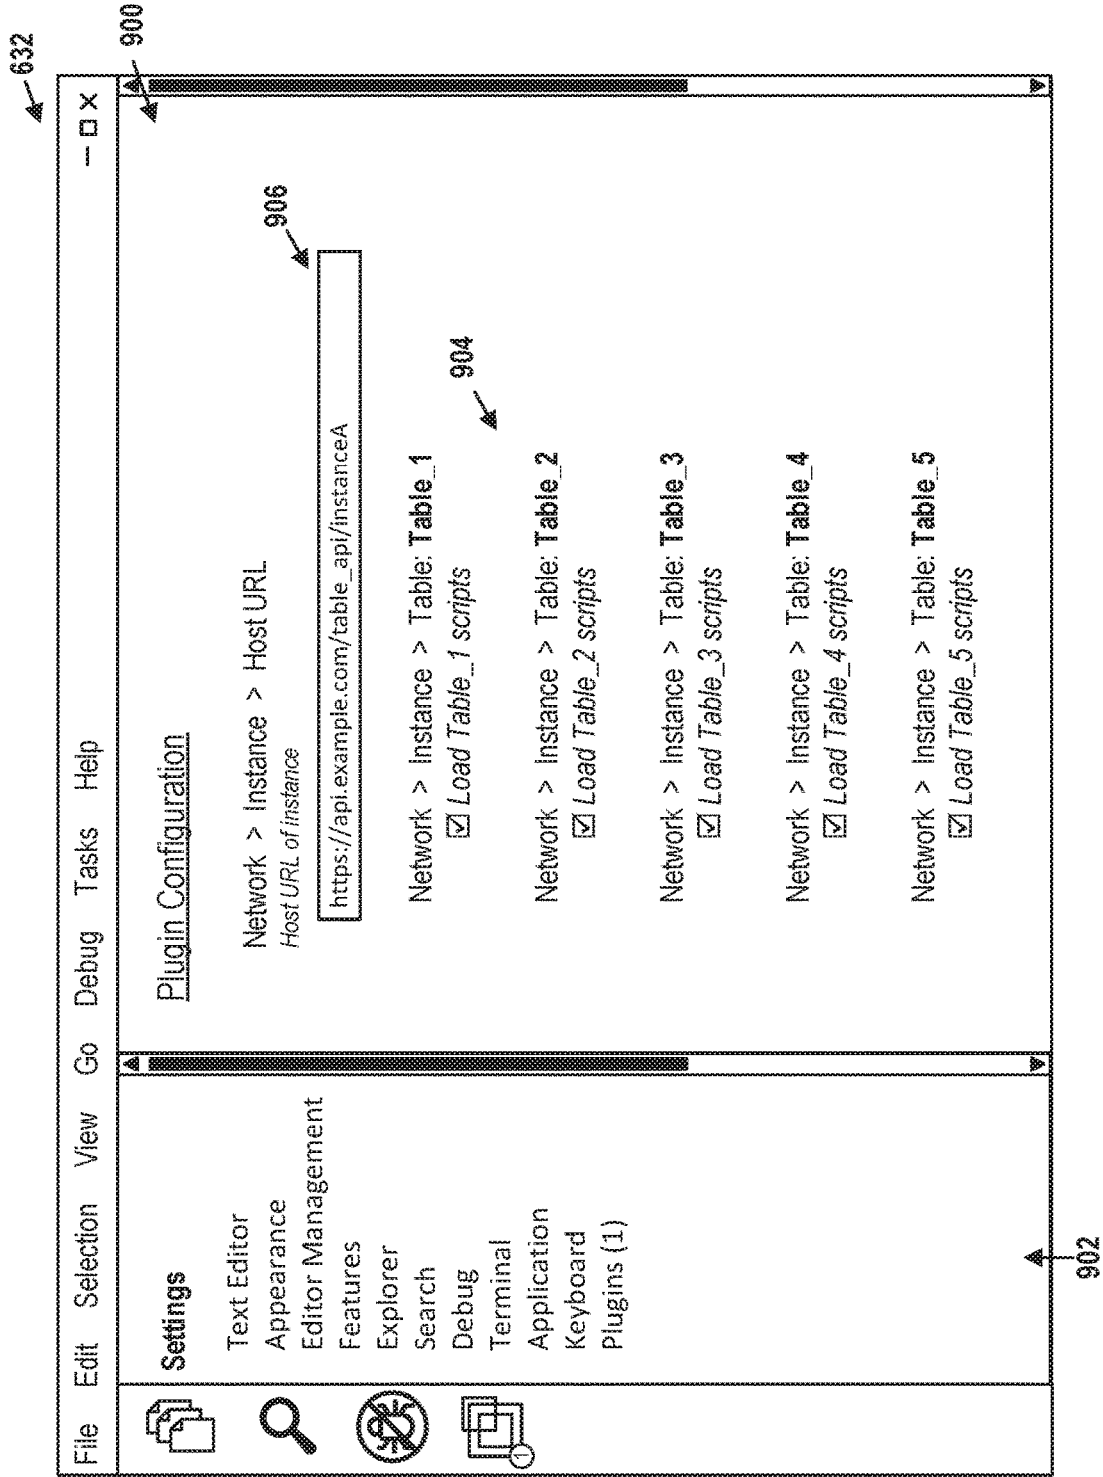 632
File Edit Selection View Go Debug Tasks Help
900
Settings
Text Editor
Appearance
Editor Management
Features
Explorer
Search
Debug
Terminal
Application
Keyboard
Plugins (1)
1
902
Plugin Configuration
Network > Instance > Host URL
Host URL of instance
906
https://api.example.com/table_api/instanceA
904
Network > Instance > Table: Table_1
☑ Load Table_1 scripts
Network > Instance > Table: Table_2
☑ Load Table_2 scripts
Network > Instance > Table: Table_3
☑ Load Table_3 scripts
Network > Instance > Table: Table_4
☑ Load Table_4 scripts
Network > Instance > Table: Table_5
☑ Load Table_5 scripts